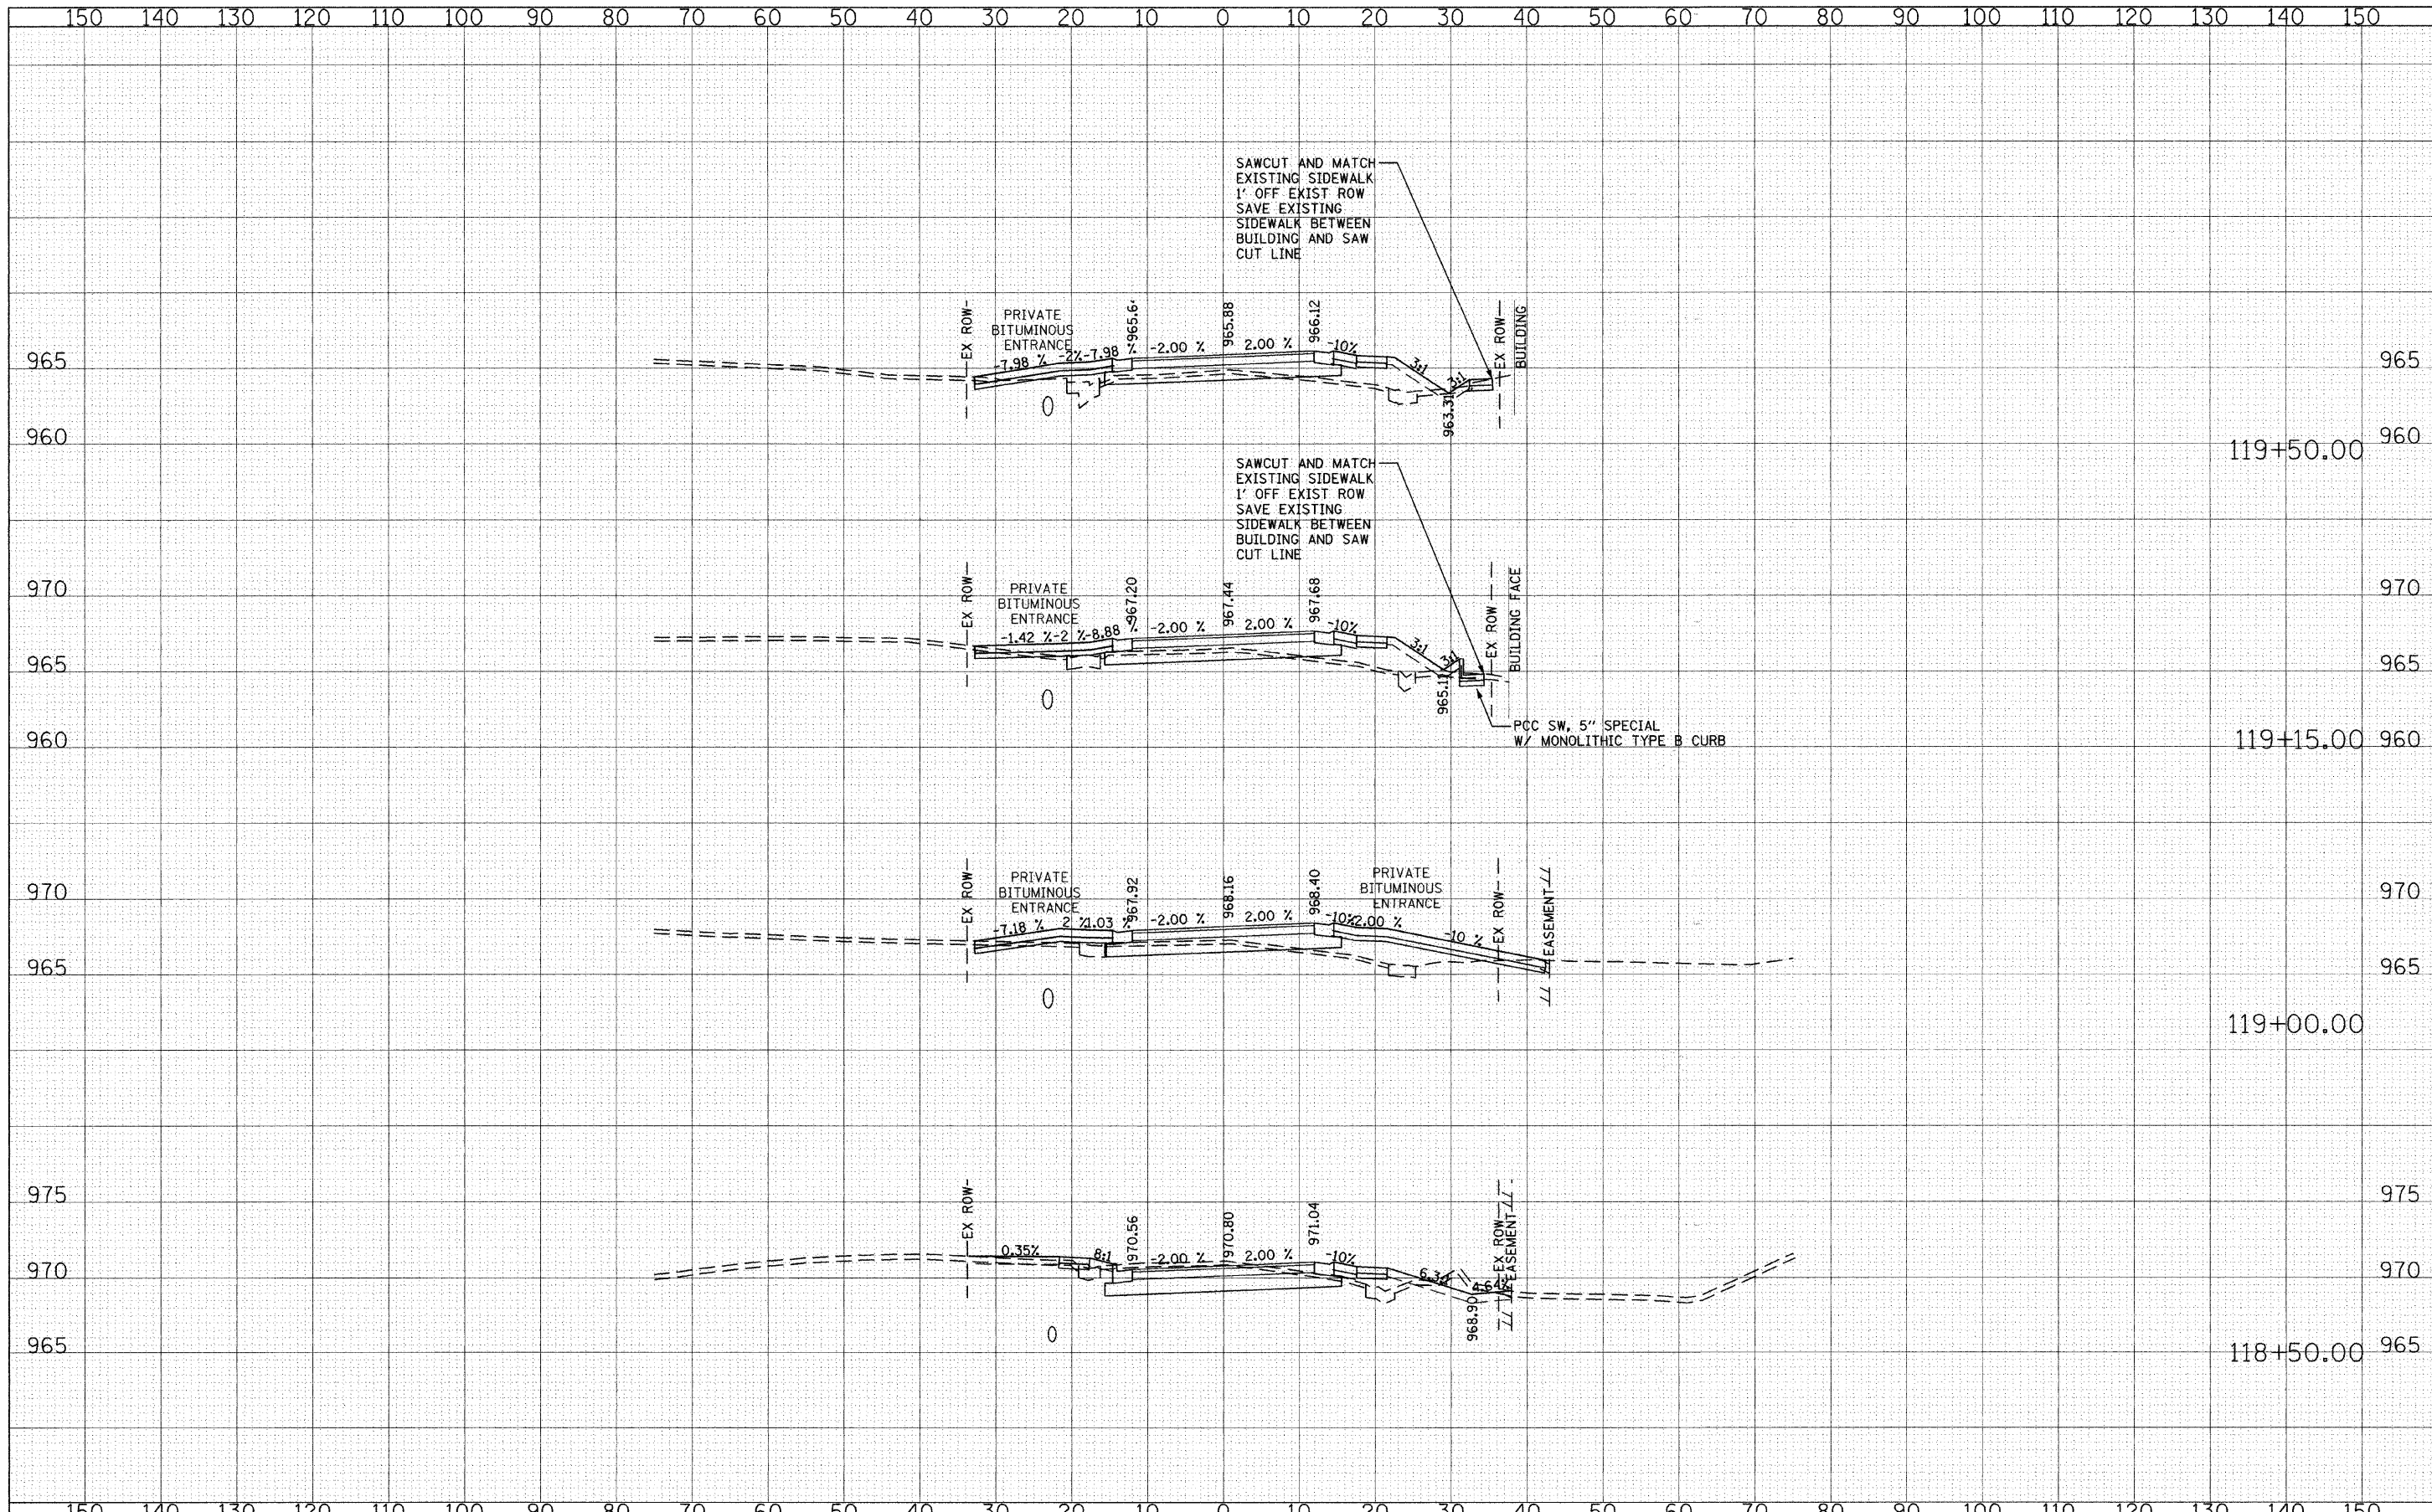 150 140 130 120 110 100 90 80 70 60 50 40 30 20 10 0 10 20 30 40 50 60 70 80 90 100 110 120 130 140 150
SAWCUT AND MATCH
EXISTING SIDEWALK
1' OFF EXIST ROW
SAVE EXISTING
SIDEWALK BETWEEN
BUILDING AND SAW
CUT LINE
EX ROW
PRIVATE
BITUMINOUS
ENTRANCE
965.88
966.12
EX ROW
BUILDING
965
-7.98 %
-2%
-7.98 %
-2.00 %
2.00 %
-10%
3:1
3:1
965
963.31
960
960
119+50.00
SAWCUT AND MATCH
EXISTING SIDEWALK
1' OFF EXIST ROW
SAVE EXISTING
SIDEWALK BETWEEN
BUILDING AND SAW
CUT LINE
970
EX ROW
PRIVATE
BITUMINOUS
ENTRANCE
967.20
967.44
967.68
EX ROW
BUILDING FACE
970
-1.42 %
-2 %
-8.88 %
-2.00 %
2.00 %
-10%
3:1
3:1
965
965
PCC SW, 5" SPECIAL
W/ MONOLITHIC TYPE B CURB
960
119+15.00
960
970
EX ROW
PRIVATE
BITUMINOUS
ENTRANCE
967.92
968.16
968.40
PRIVATE
BITUMINOUS
ENTRANCE
EX ROW
EASEMENT
970
-7.18 %
2 %
1.03 %
-2.00 %
2.00 %
-10%
2.00 %
-10 %
965
965
119+00.00
975
EX ROW
970.56
970.80
971.04
EX ROW
EASEMENT
975
0.35%
8:1
-2.00 %
2.00 %
-10%
4.64%
970
970
968.90
965
118+50.00
965
150 140 130 120 110 100 90 80 70 60 50 40 30 20 10 0 10 20 30 40 50 60 70 80 90 100 110 120 130 140 150